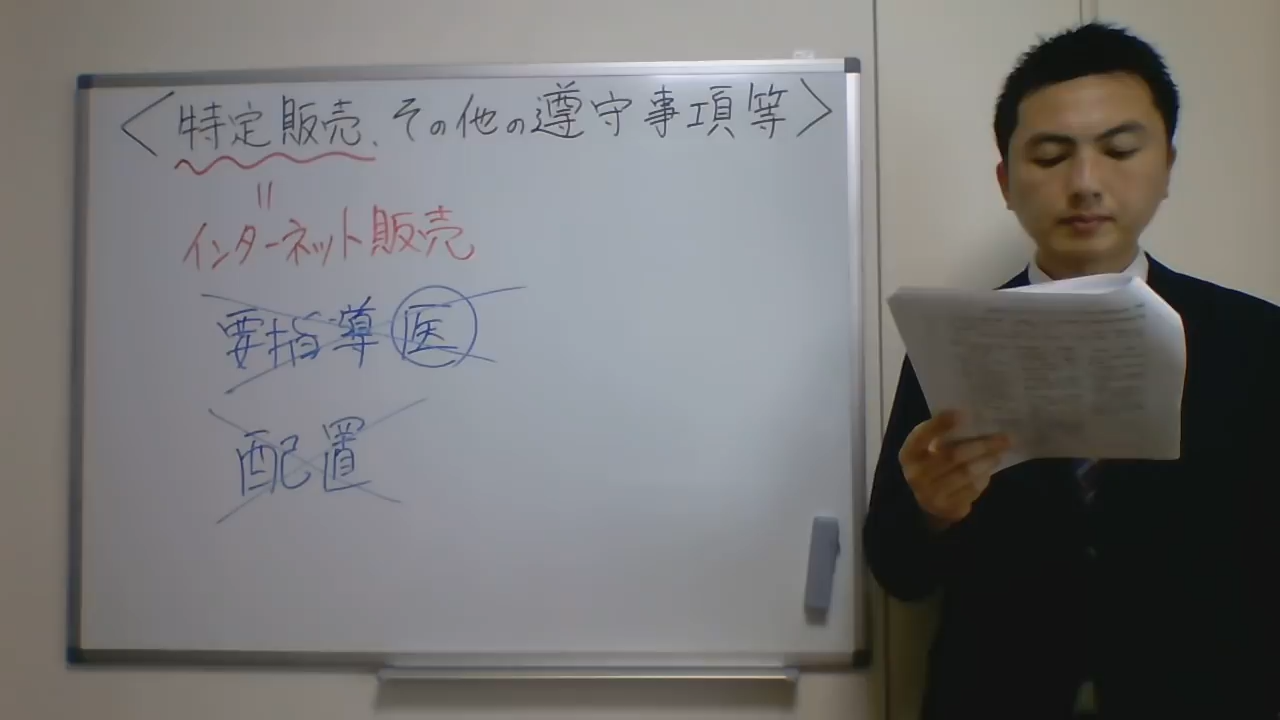 〈特定販売、その他の遵守事項等〉
=
インターネット販売
要指導医
配置